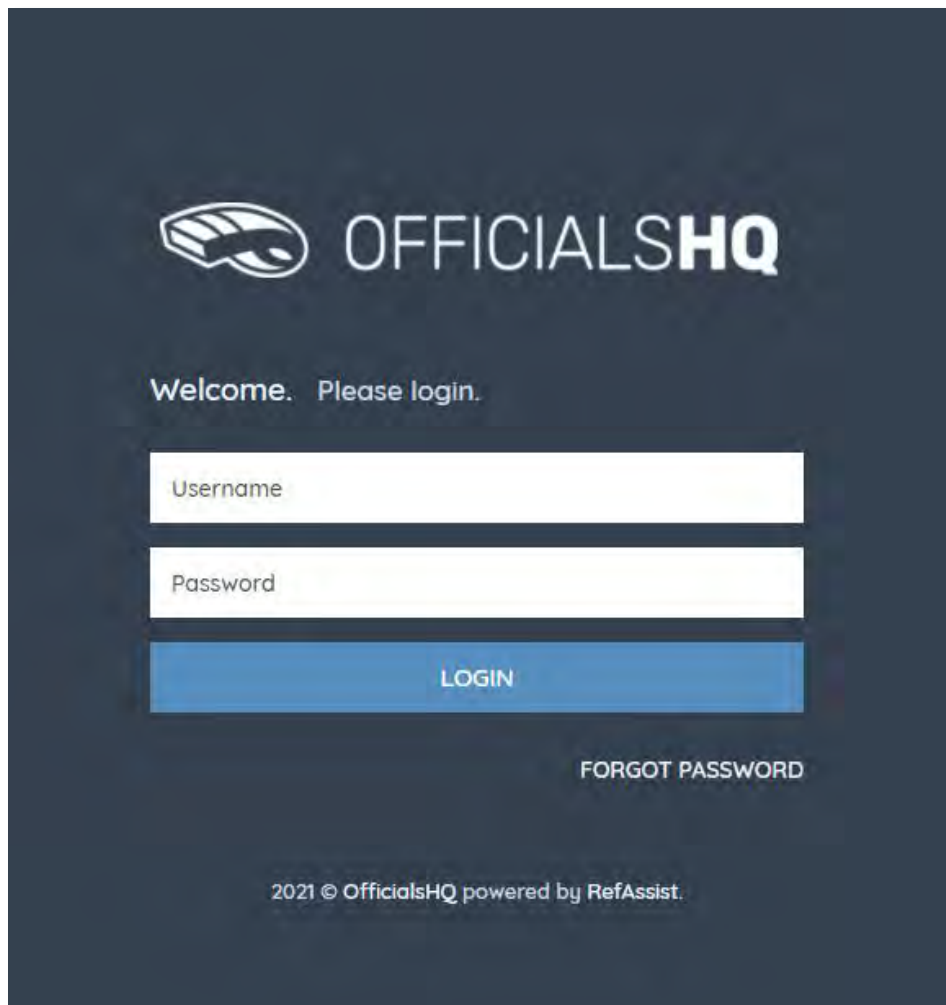 OFFICIALSHQ
Welcome. Please login.
Username
Password
LOGIN
FORGOT PASSWORD
2021 © OfficialsHQ powered by RefAssist.